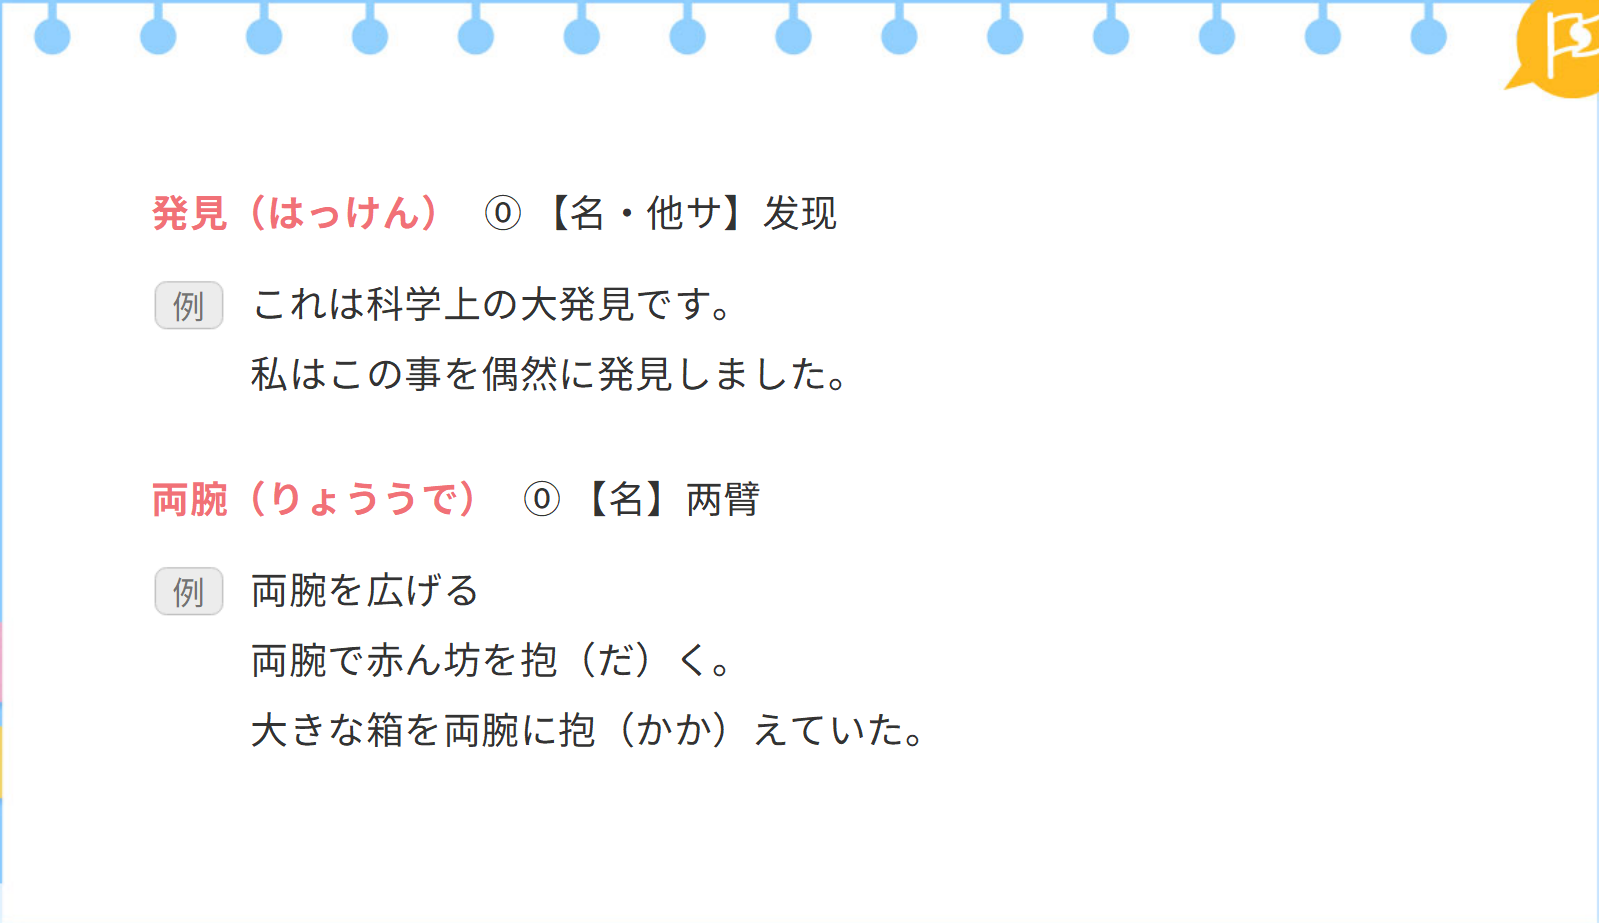 発見（はっけん） ⓪ 【名・他サ】发现
例 これは科学上の大発見です。
私はこの事を偶然に発見しました。
両腕（りょううで） ⓪ 【名】两臂
例 両腕を広げる
両腕で赤ん坊を抱（だ）く。
大きな箱を両腕に抱（かか）えていた。